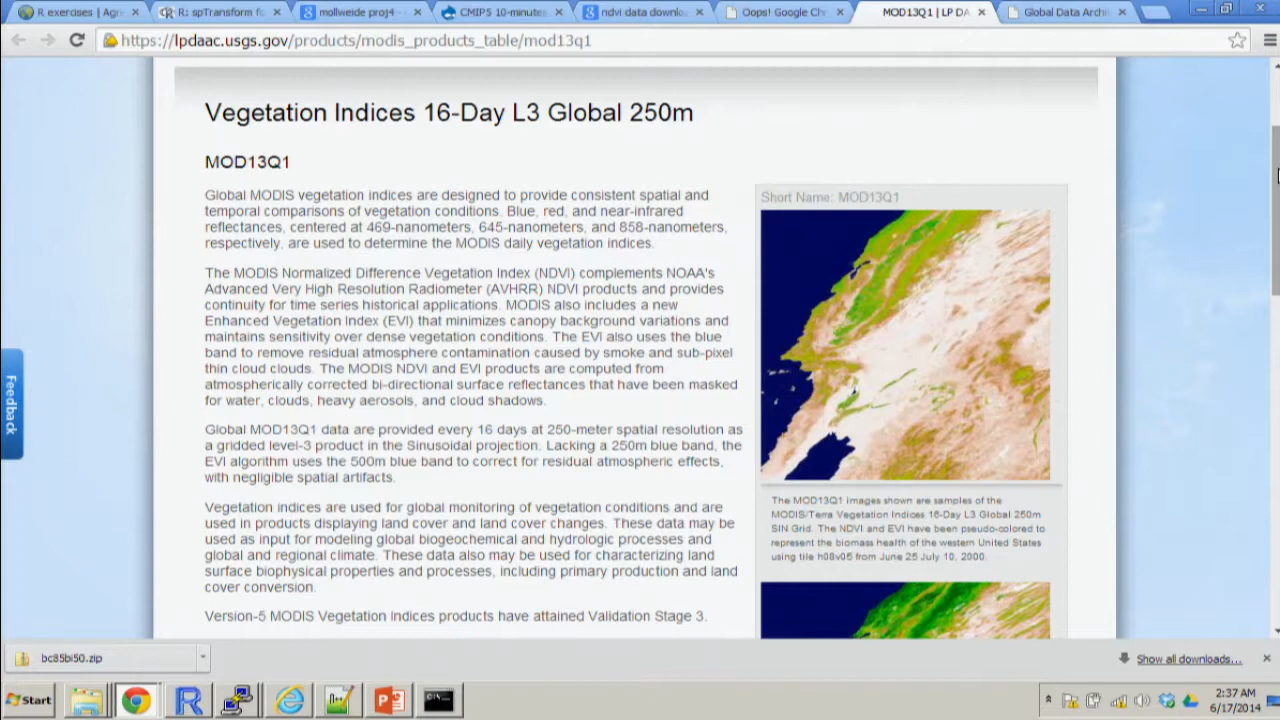 R exercises | Agri
R: spTransform f
mollweide proj4 -
CMIP5 10-minute
ndvi data downlo
Oops! Google Ch
MOD13Q1 | LP DA
Global Data Archi
https://lpdaac.usgs.gov/products/modis_products_table/mod13q1
Vegetation Indices 16-Day L3 Global 250m
MOD13Q1
Global MODIS vegetation indices are designed to provide consistent spatial and
temporal comparisons of vegetation conditions. Blue, red, and near-infrared
reflectances, centered at 469-nanometers, 645-nanometers, and 858-nanometers,
respectively, are used to determine the MODIS daily vegetation indices.
The MODIS Normalized Difference Vegetation Index (NDVI) complements NOAA's
Advanced Very High Resolution Radiometer (AVHRR) NDVI products and provides
continuity for time series historical applications. MODIS also includes a new
Enhanced Vegetation Index (EVI) that minimizes canopy background variations and
maintains sensitivity over dense vegetation conditions. The EVI also uses the blue
band to remove residual atmosphere contamination caused by smoke and sub-pixel
thin cloud clouds. The MODIS NDVI and EVI products are computed from
atmospherically corrected bi-directional surface reflectances that have been masked
for water, clouds, heavy aerosols, and cloud shadows.
Global MOD13Q1 data are provided every 16 days at 250-meter spatial resolution as
a gridded level-3 product in the Sinusoidal projection. Lacking a 250m blue band, the
EVI algorithm uses the 500m blue band to correct for residual atmospheric effects,
with negligible spatial artifacts.
Vegetation indices are used for global monitoring of vegetation conditions and are
used in products displaying land cover and land cover changes. These data may be
used as input for modeling global biogeochemical and hydrologic processes and
global and regional climate. These data also may be used for characterizing land
surface biophysical properties and processes, including primary production and land
cover conversion.
Version-5 MODIS Vegetation Indices products have attained Validation Stage 3.
Short Name: MOD13Q1
The MOD13Q1 images shown are samples of the
MODIS/Terra Vegetation Indices 16-Day L3 Global 250m
SIN Grid. The NDVI and EVI have been pseudo-colored to
represent the biomass health of the western United States
using tile h08v05 from June 25 July 10, 2000.
Feedback
bc85bi50.zip
Show all downloads...
Start
2:37 AM
6/17/2014